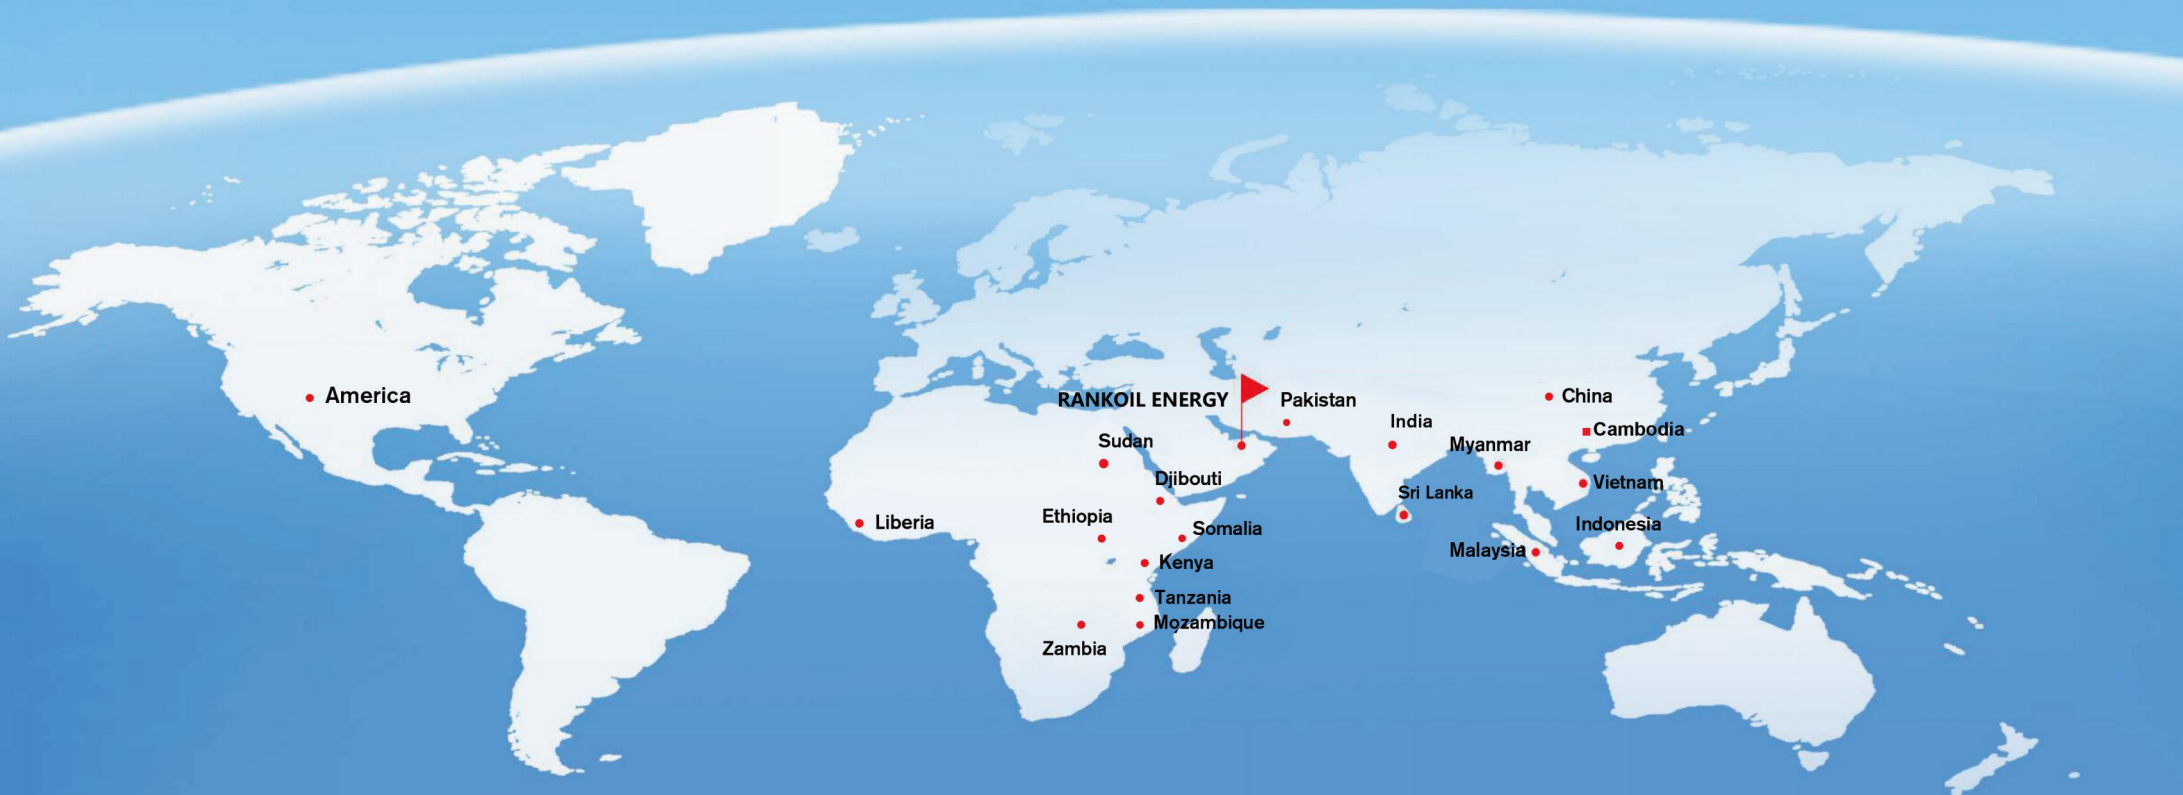 America
RANKOIL ENERGY
Pakistan
China
India
Cambodia
Sudan
Myanmar
Djibouti
Vietnam
Sri Lanka
Liberia
Ethiopia
Somalia
Indonesia
Malaysia
Kenya
Tanzania
Mozambique
Zambia